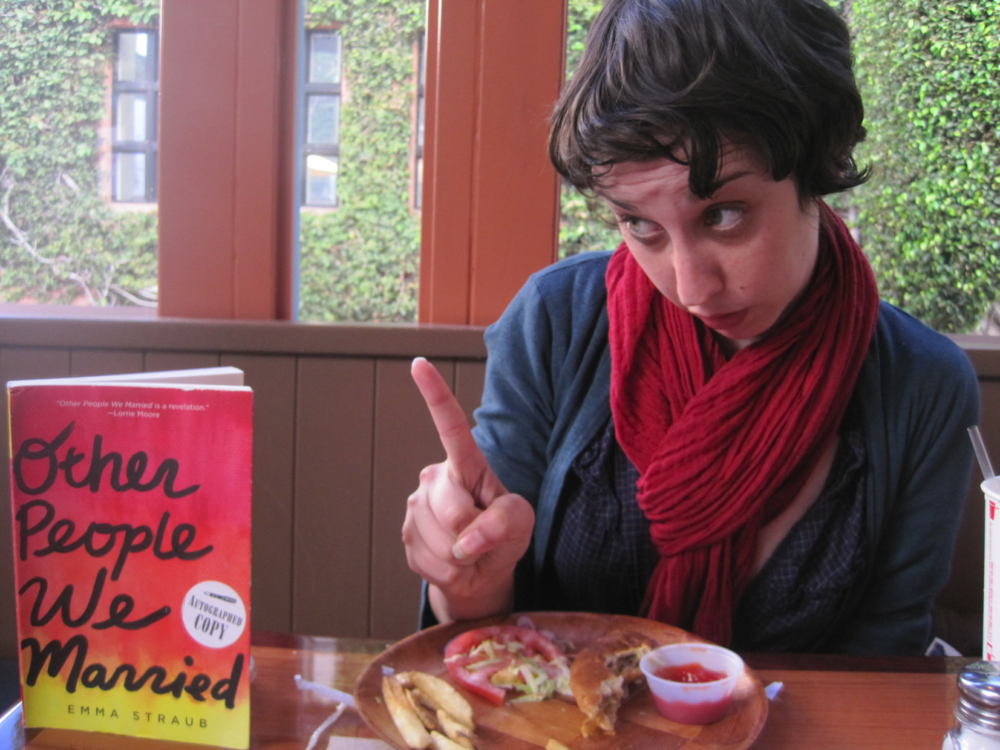 "Other People We Married is a revelation."
—Lorrie Moore
Other
People
We
Married
AUTOGRAPHED
COPY
EMMA STRAUB